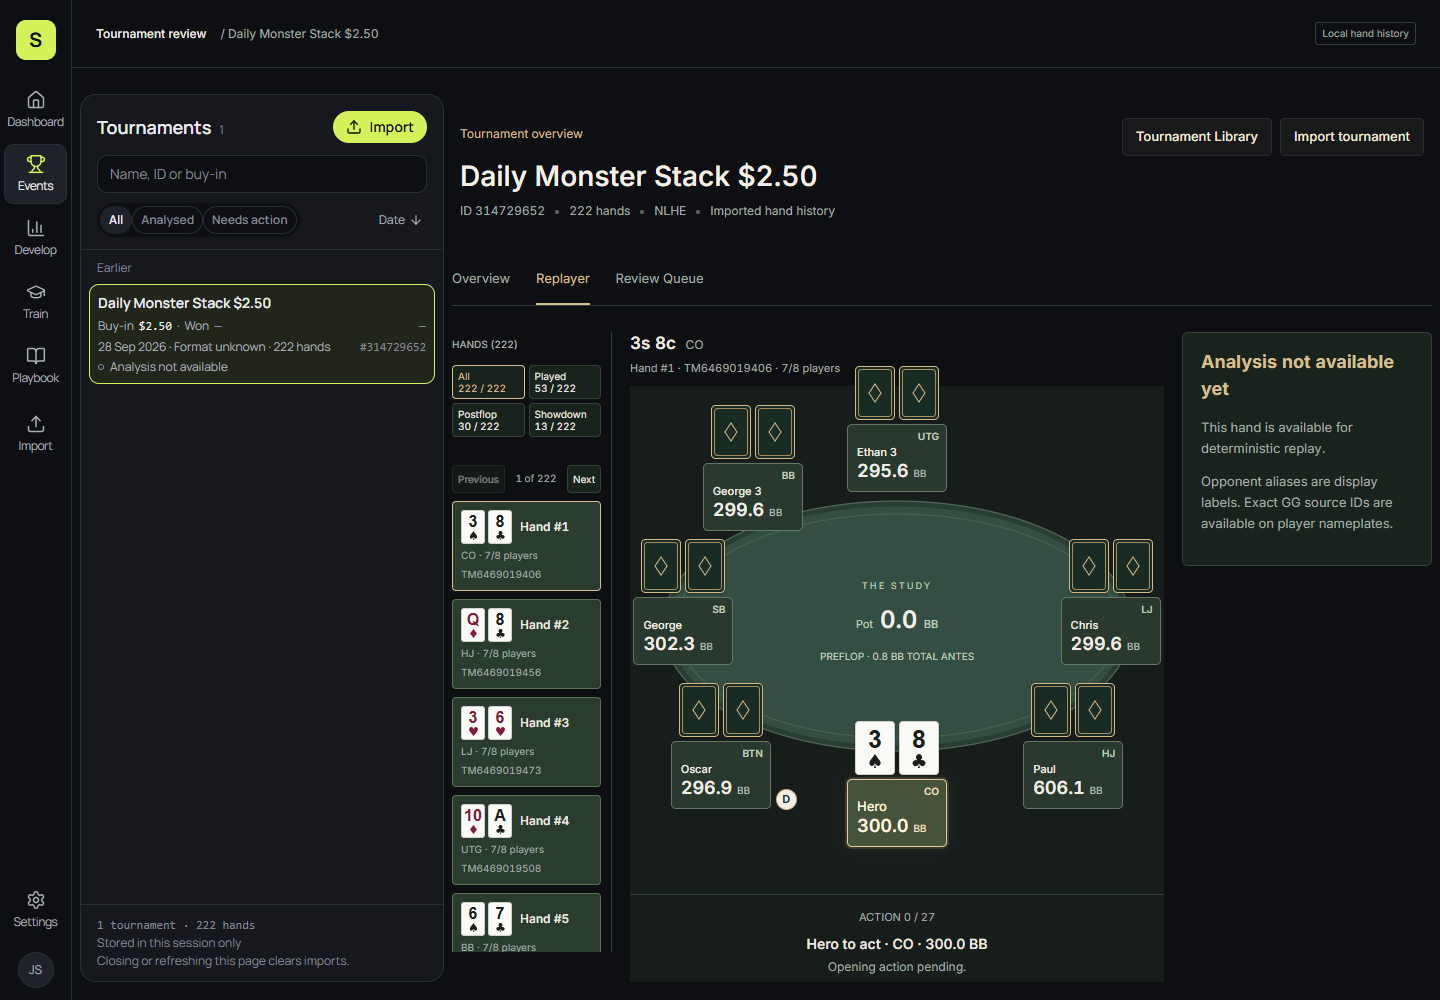 S
Dashboard
Events
Develop
Train
Playbook
Import
Settings
JS
Tournament review / Daily Monster Stack $2.50
Local hand history
Tournaments 1
Import
Name, ID or buy-in
All Analysed Needs action
Date ↓
Earlier
Daily Monster Stack $2.50
Buy-in $2.50 · Won — —
28 Sep 2026 · Format unknown · 222 hands #314729652
Analysis not available
1 tournament · 222 hands
Stored in this session only
Closing or refreshing this page clears imports.
Tournament overview
Daily Monster Stack $2.50
ID 314729652 • 222 hands • NLHE • Imported hand history
Tournament Library
Import tournament
Overview Replayer Review Queue
HANDS (222)
All
222 / 222
Played
53 / 222
Postflop
30 / 222
Showdown
13 / 222
Previous 1 of 222 Next
3 8 Hand #1
CO · 7/8 players
TM6469019406
Q 8 Hand #2
HJ · 7/8 players
TM6469019456
3 6 Hand #3
LJ · 7/8 players
TM6469019473
10 A Hand #4
UTG · 7/8 players
TM6469019508
6 7 Hand #5
BB · 7/8 players
3s 8c CO
Hand #1 · TM6469019406 · 7/8 players
UTG
Ethan 3
295.6 BB
BB
George 3
299.6 BB
SB
George
302.3 BB
LJ
Chris
299.6 BB
THE STUDY
Pot 0.0 BB
PREFLOP · 0.8 BB TOTAL ANTES
BTN
Oscar
296.9 BB
D
3 8
CO
Hero
300.0 BB
HJ
Paul
606.1 BB
ACTION 0 / 27
Hero to act · CO · 300.0 BB
Opening action pending.
Analysis not available
yet
This hand is available for
deterministic replay.
Opponent aliases are display
labels. Exact GG source IDs are
available on player nameplates.